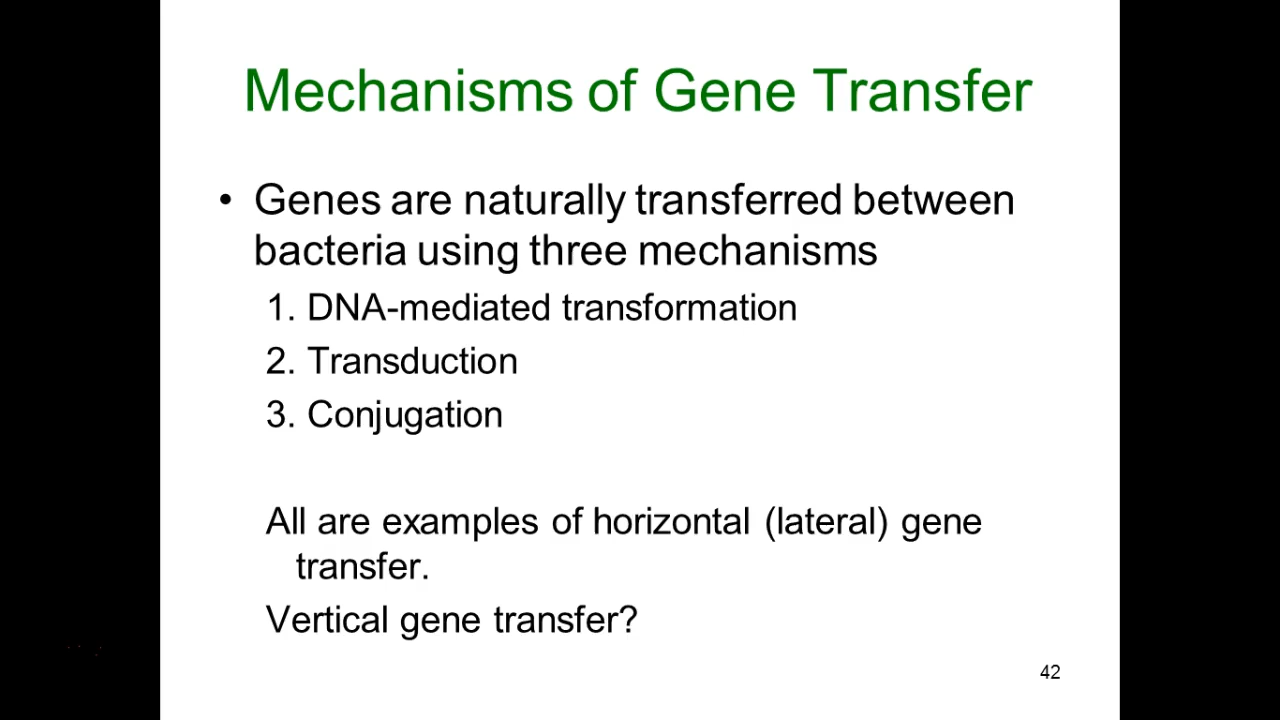 Mechanisms of Gene Transfer
• Genes are naturally transferred between
bacteria using three mechanisms
1. DNA-mediated transformation
2. Transduction
3. Conjugation
All are examples of horizontal (lateral) gene
transfer.
Vertical gene transfer?
42